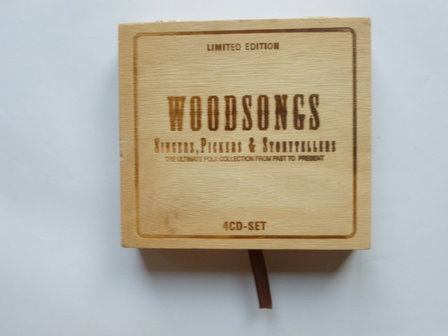 LIMITED EDITION
WOODSONGS
SINGERS, PICKERS & STORYTELLERS
THE ULTIMATE FOLK COLLECTION FROM PAST TO PRESENT
4CD-SET